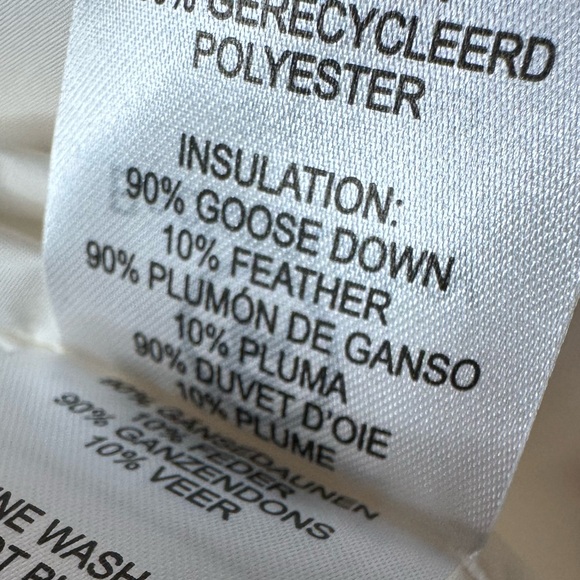 % GERECYCLEERD
POLYESTER
INSULATION:
90% GOOSE DOWN
10% FEATHER
90% PLUMÓN DE GANSO
10% PLUMA
90% DUVET D'OIE
10% PLUME
90% GÄNSEDAUNEN
10% FEDER
90% GANZENDONS
10% VEER
WASH